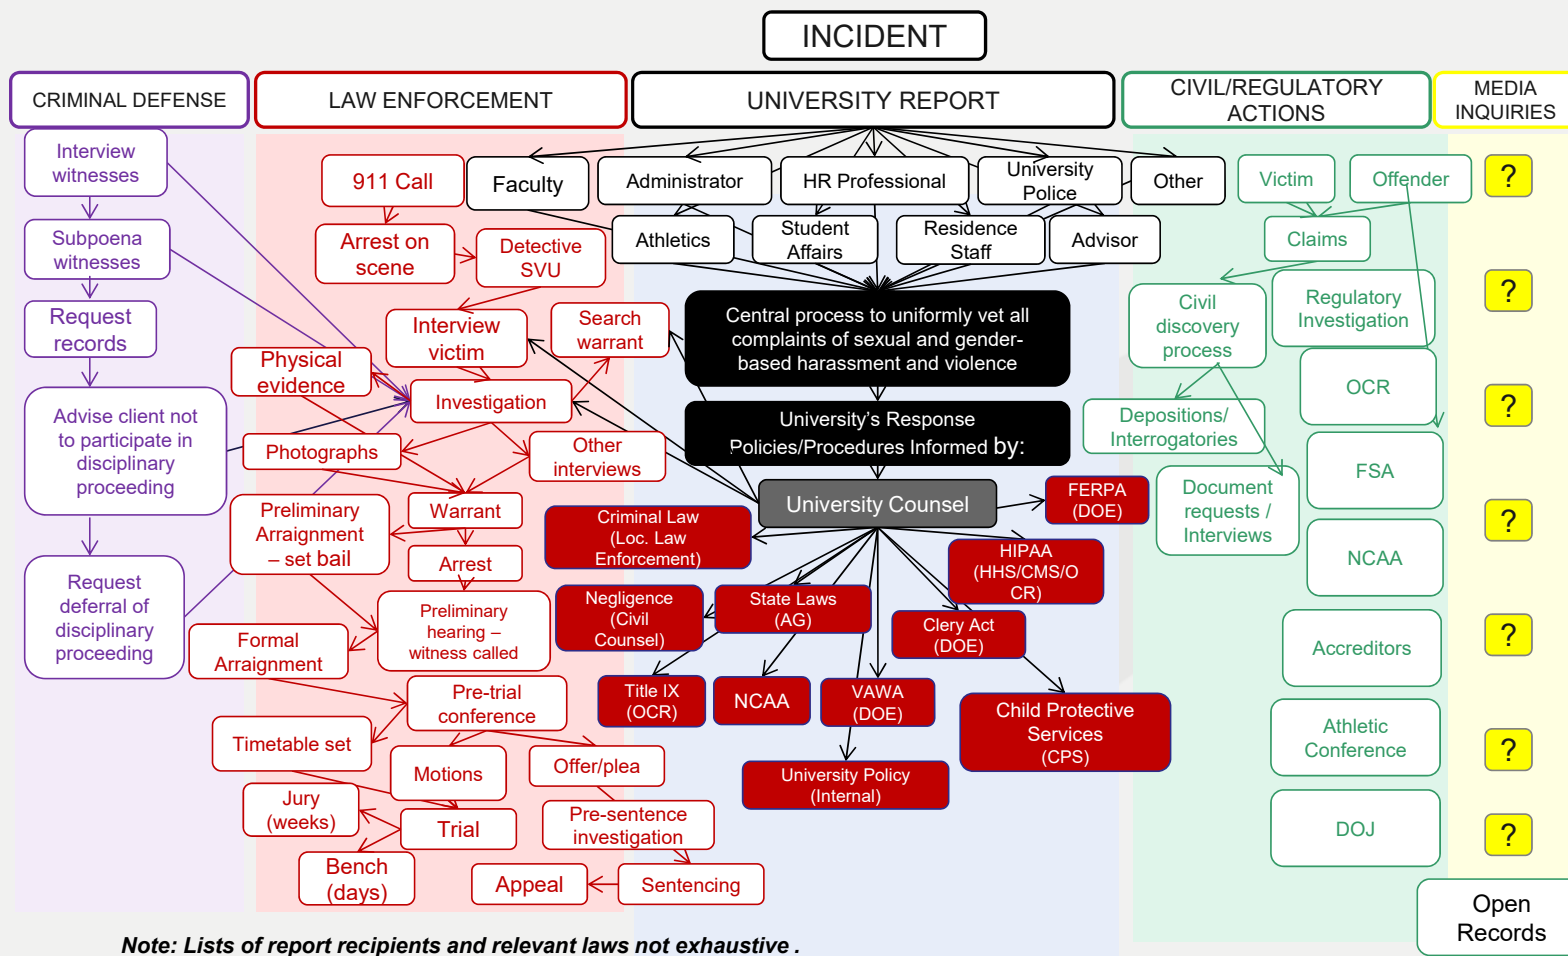 INCIDENT
CRIMINAL DEFENSE
LAW ENFORCEMENT
UNIVERSITY REPORT
CIVIL/REGULATORY
ACTIONS
MEDIA
INQUIRIES
Interview
witnesses
Subpoena
witnesses
Request
records
Advise client not
to participate in
disciplinary
proceeding
Request
deferral of
disciplinary
proceeding
911 Call
Arrest on
scene
Detective
SVU
Interview
victim
Search
warrant
Physical
evidence
Investigation
Photographs
Other
interviews
Preliminary
Arraignment
– set bail
Warrant
Arrest
Preliminary
hearing –
witness called
Formal
Arraignment
Pre-trial
conference
Timetable set
Motions
Offer/plea
Jury
(weeks)
Trial
Pre-sentence
investigation
Bench
(days)
Appeal
Sentencing
Faculty
Administrator
HR Professional
University
Police
Other
Athletics
Student
Affairs
Residence
Staff
Advisor
Central process to uniformly vet all
complaints of sexual and gender-
based harassment and violence
University's Response
Policies/Procedures Informed by:
University Counsel
FERPA
(DOE)
Criminal Law
(Loc. Law
Enforcement)
HIPAA
(HHS/CMS/O
CR)
Negligence
(Civil
Counsel)
State Laws
(AG)
Clery Act
(DOE)
Title IX
(OCR)
NCAA
VAWA
(DOE)
Child Protective
Services
(CPS)
University Policy
(Internal)
Victim
Offender
Claims
Civil
discovery
process
Regulatory
Investigation
Depositions/
Interrogatories
OCR
Document
requests /
Interviews
FSA
NCAA
Accreditors
Athletic
Conference
DOJ
?
?
?
?
?
?
?
Open
Records
Note: Lists of report recipients and relevant laws not exhaustive .